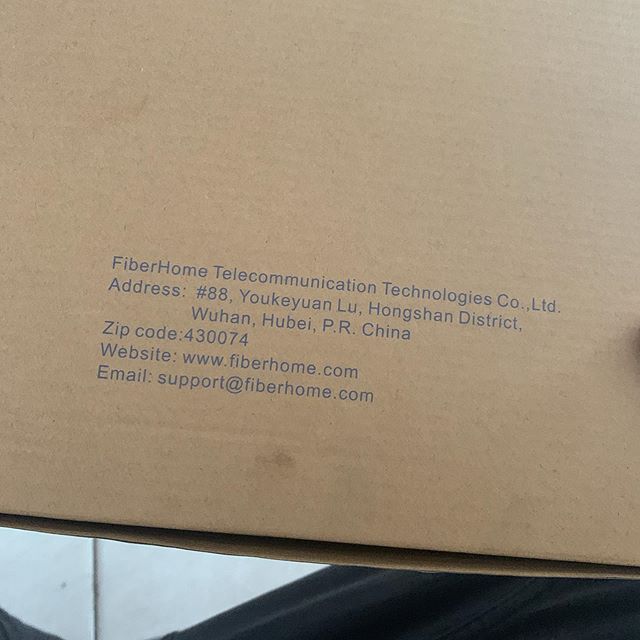 FiberHome Telecommunication Technologies Co.,Ltd.
Address: #88, Youkeyuan Lu, Hongshan District,
Wuhan, Hubei, P.R. China
Zip code:430074
Website: www.fiberhome.com
Email: support@fiberhome.com